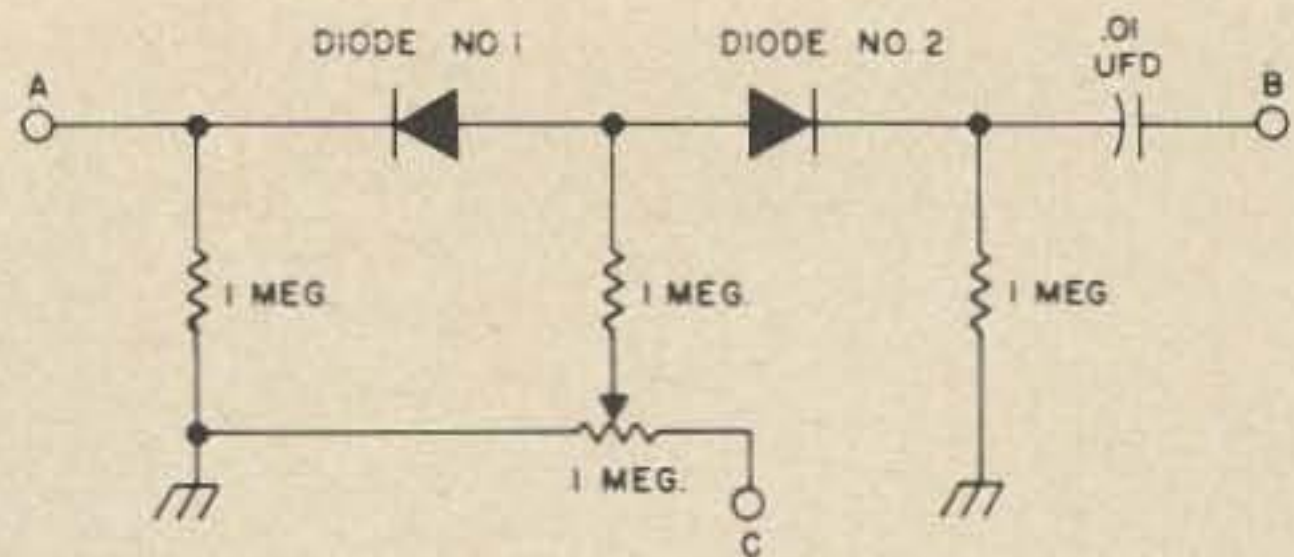 DIODE NO. 1
DIODE NO. 2
.01
UFD
A
B
1 MEG.
1 MEG.
1 MEG
1 MEG.
C